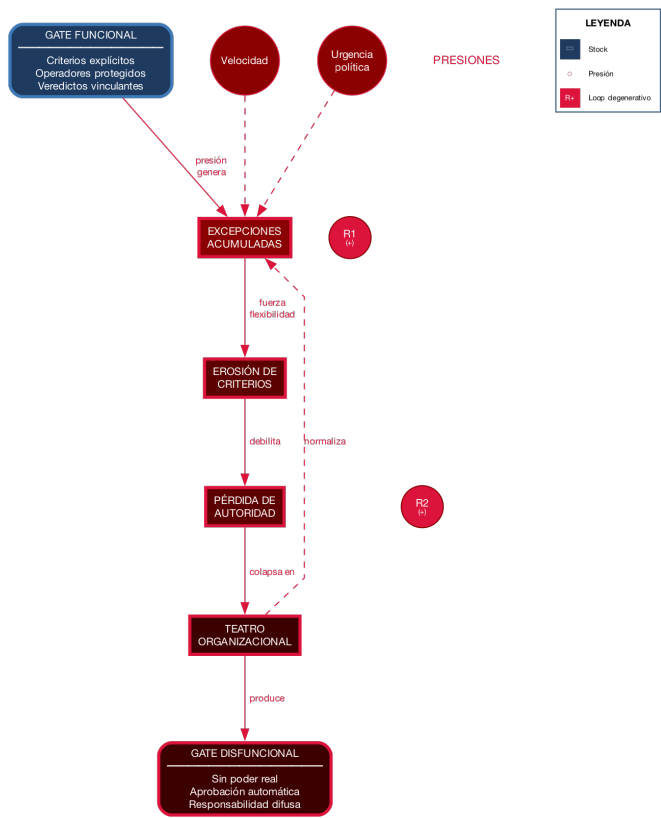 GATE FUNCIONAL
Criterios explícitos
Operadores protegidos
Veredictos vinculantes
Velocidad
Urgencia
política
PRESIONES
LEYENDA
Stock
Presión
R+
Loop degenerativo
presión
genera
EXCEPCIONES
ACUMULADAS
R1
(+)
fuerza
flexibilidad
EROSIÓN DE
CRITERIOS
debilita
normaliza
PÉRDIDA DE
AUTORIDAD
R2
(+)
colapsa en
TEATRO
ORGANIZACIONAL
produce
GATE DISFUNCIONAL
Sin poder real
Aprobación automática
Responsabilidad difusa